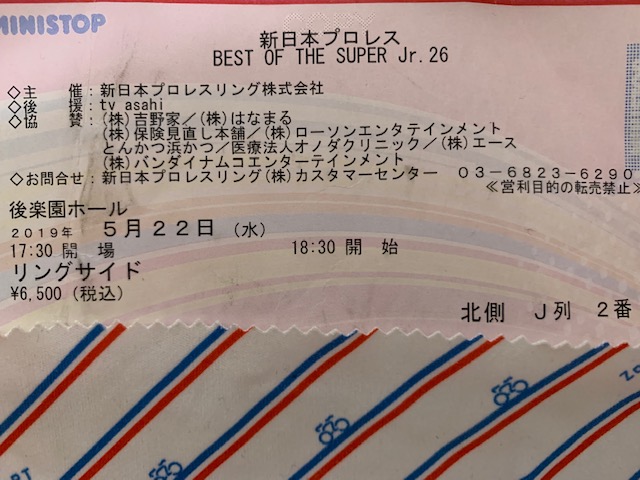 MINISTOP
新日本プロレス
BEST OF THE SUPER Jr.26
◇主　　催：新日本プロレスリング株式会社
◇後　　援：tv asahi
◇協　　賛：(株)吉野家／(株)はなまる
(株)保険見直し本舗／(株)ローソンエンタテインメント
とんかつ浜かつ／医療法人オノダクリニック／(株)エース
(株)バンダイナムコエンターテインメント
◇お問合せ：新日本プロレスリング(株)カスタマーセンター　03-6823-6290
≪営利目的の転売禁止≫
後楽園ホール
2019年　5月22日（水）
17:30 開　場　　18:30 開　始
リングサイド
¥6,500（税込）
北側　J列　2番